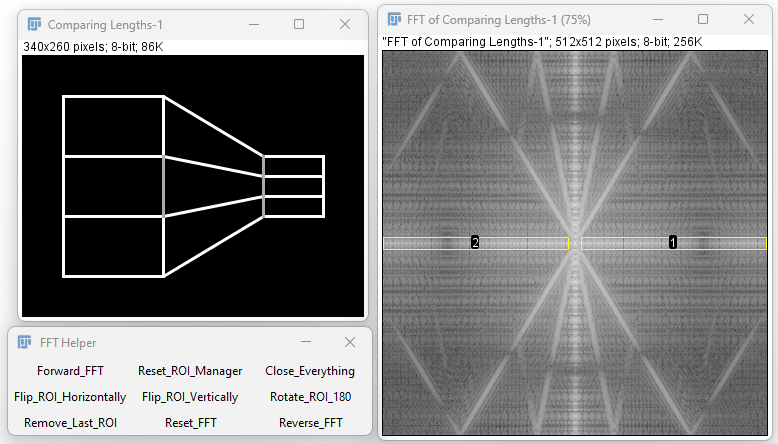 Comparing Lengths-1
340x260 pixels; 8-bit; 86K
FFT of Comparing Lengths-1 (75%)
"FFT of Comparing Lengths-1"; 512x512 pixels; 8-bit; 256K
2 1
FFT Helper
Forward_FFT Reset_ROI_Manager Close_Everything
Flip_ROI_Horizontally Flip_ROI_Vertically Rotate_ROI_180
Remove_Last_ROI Reset_FFT Reverse_FFT